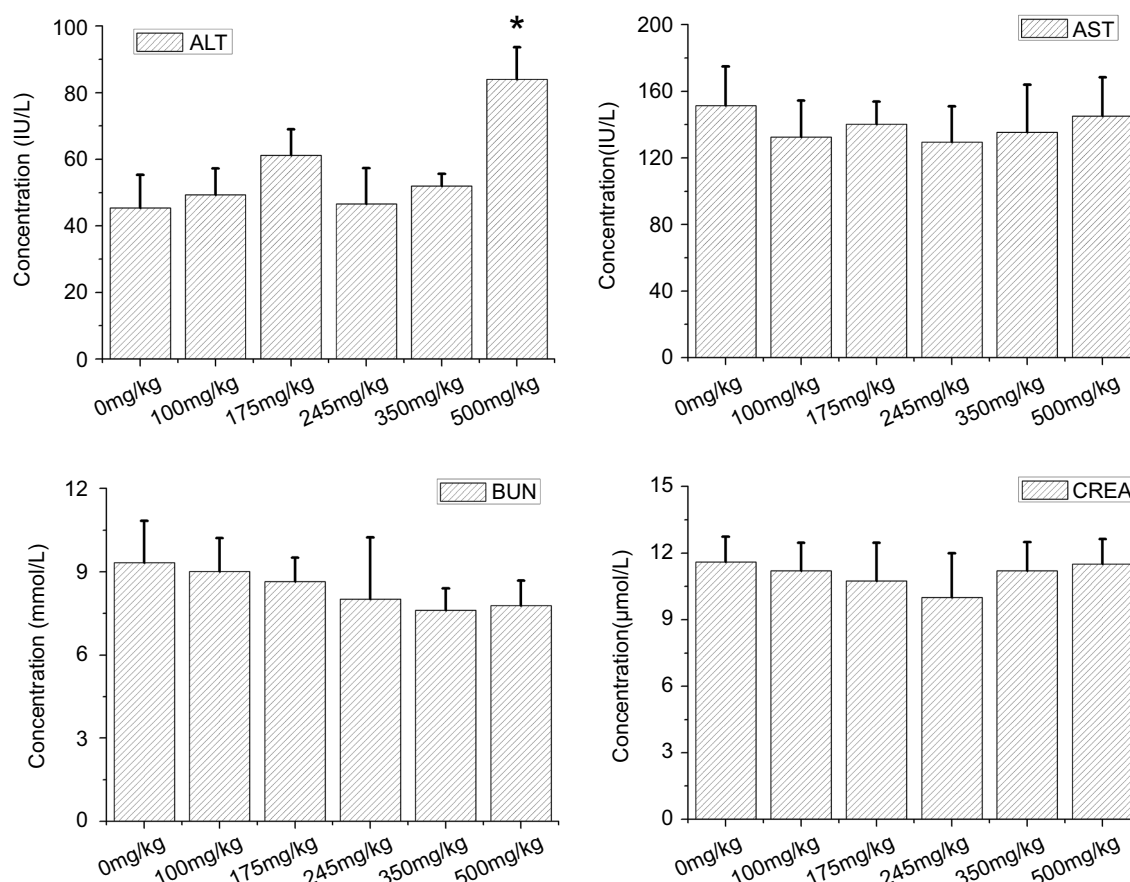 100
80
60
40
20
0
Concentration (IU/L)
ALT
*
0mg/kg
100mg/kg
175mg/kg
245mg/kg
350mg/kg
500mg/kg
200
160
120
80
40
0
Concentration(IU/L)
AST
0mg/kg
100mg/kg
175mg/kg
245mg/kg
350mg/kg
500mg/kg
12
9
6
3
0
Concentration (mmol/L)
BUN
0mg/kg
100mg/kg
175mg/kg
245mg/kg
350mg/kg
500mg/kg
15
12
9
6
3
0
Concentration(μmol/L)
CREA
0mg/kg
100mg/kg
175mg/kg
245mg/kg
350mg/kg
500mg/kg